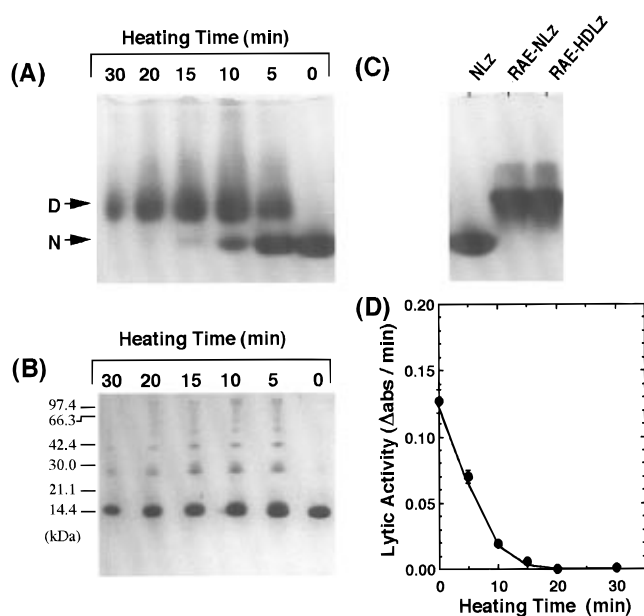 (A)
Heating Time (min)
30 20 15 10 5 0
D
N
(C)
NLz
RAE-NLz
RAE-HDLz
(B)
Heating Time (min)
30 20 15 10 5 0
97.4
66.3
42.4
30.0
21.1
14.4
(kDa)
(D)
Lytic Activity (Δabs / min)
0.20
0.15
0.10
0.05
0.00
0 10 20 30
Heating Time (min)